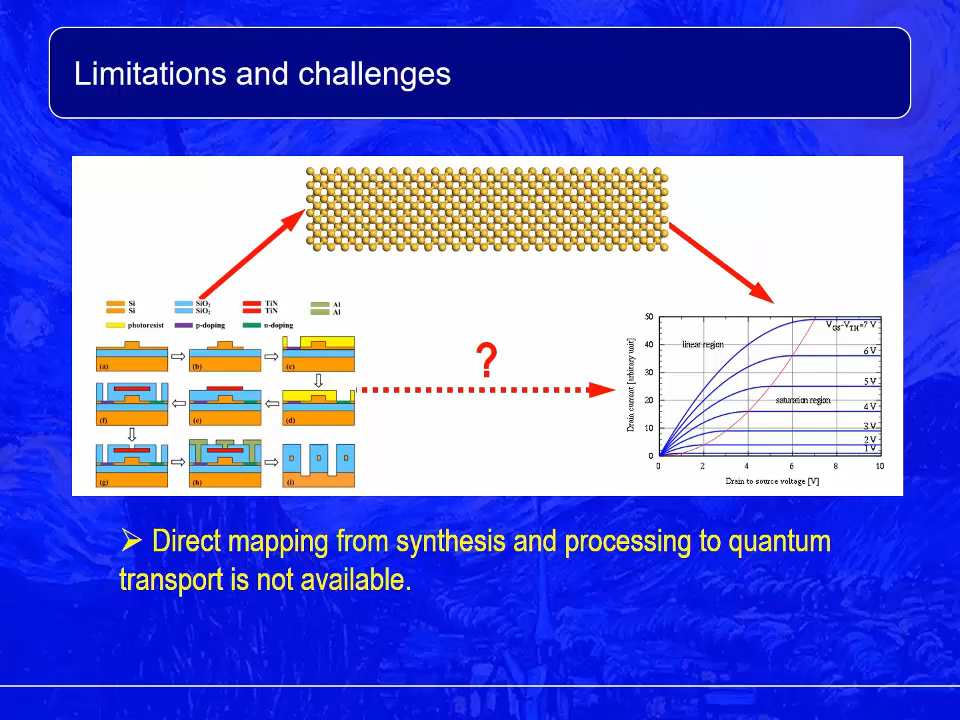 Limitations and challenges
Si SiO₂ TiN Al
Si SiO₂ TiN Al
photoresist p-doping n-doping
(a) (b) (c)
(f) (e) (d)
(g) (h) (i)
?
50
40
30
20
10
0
Drain current [arbitrary unit]
linear region
saturation region
V_GS-V_TH=7 V
6 V
5 V
4 V
3 V
2 V
1 V
0 2 4 6 8 10
Drain to source voltage [V]
➢ Direct mapping from synthesis and processing to quantum
transport is not available.